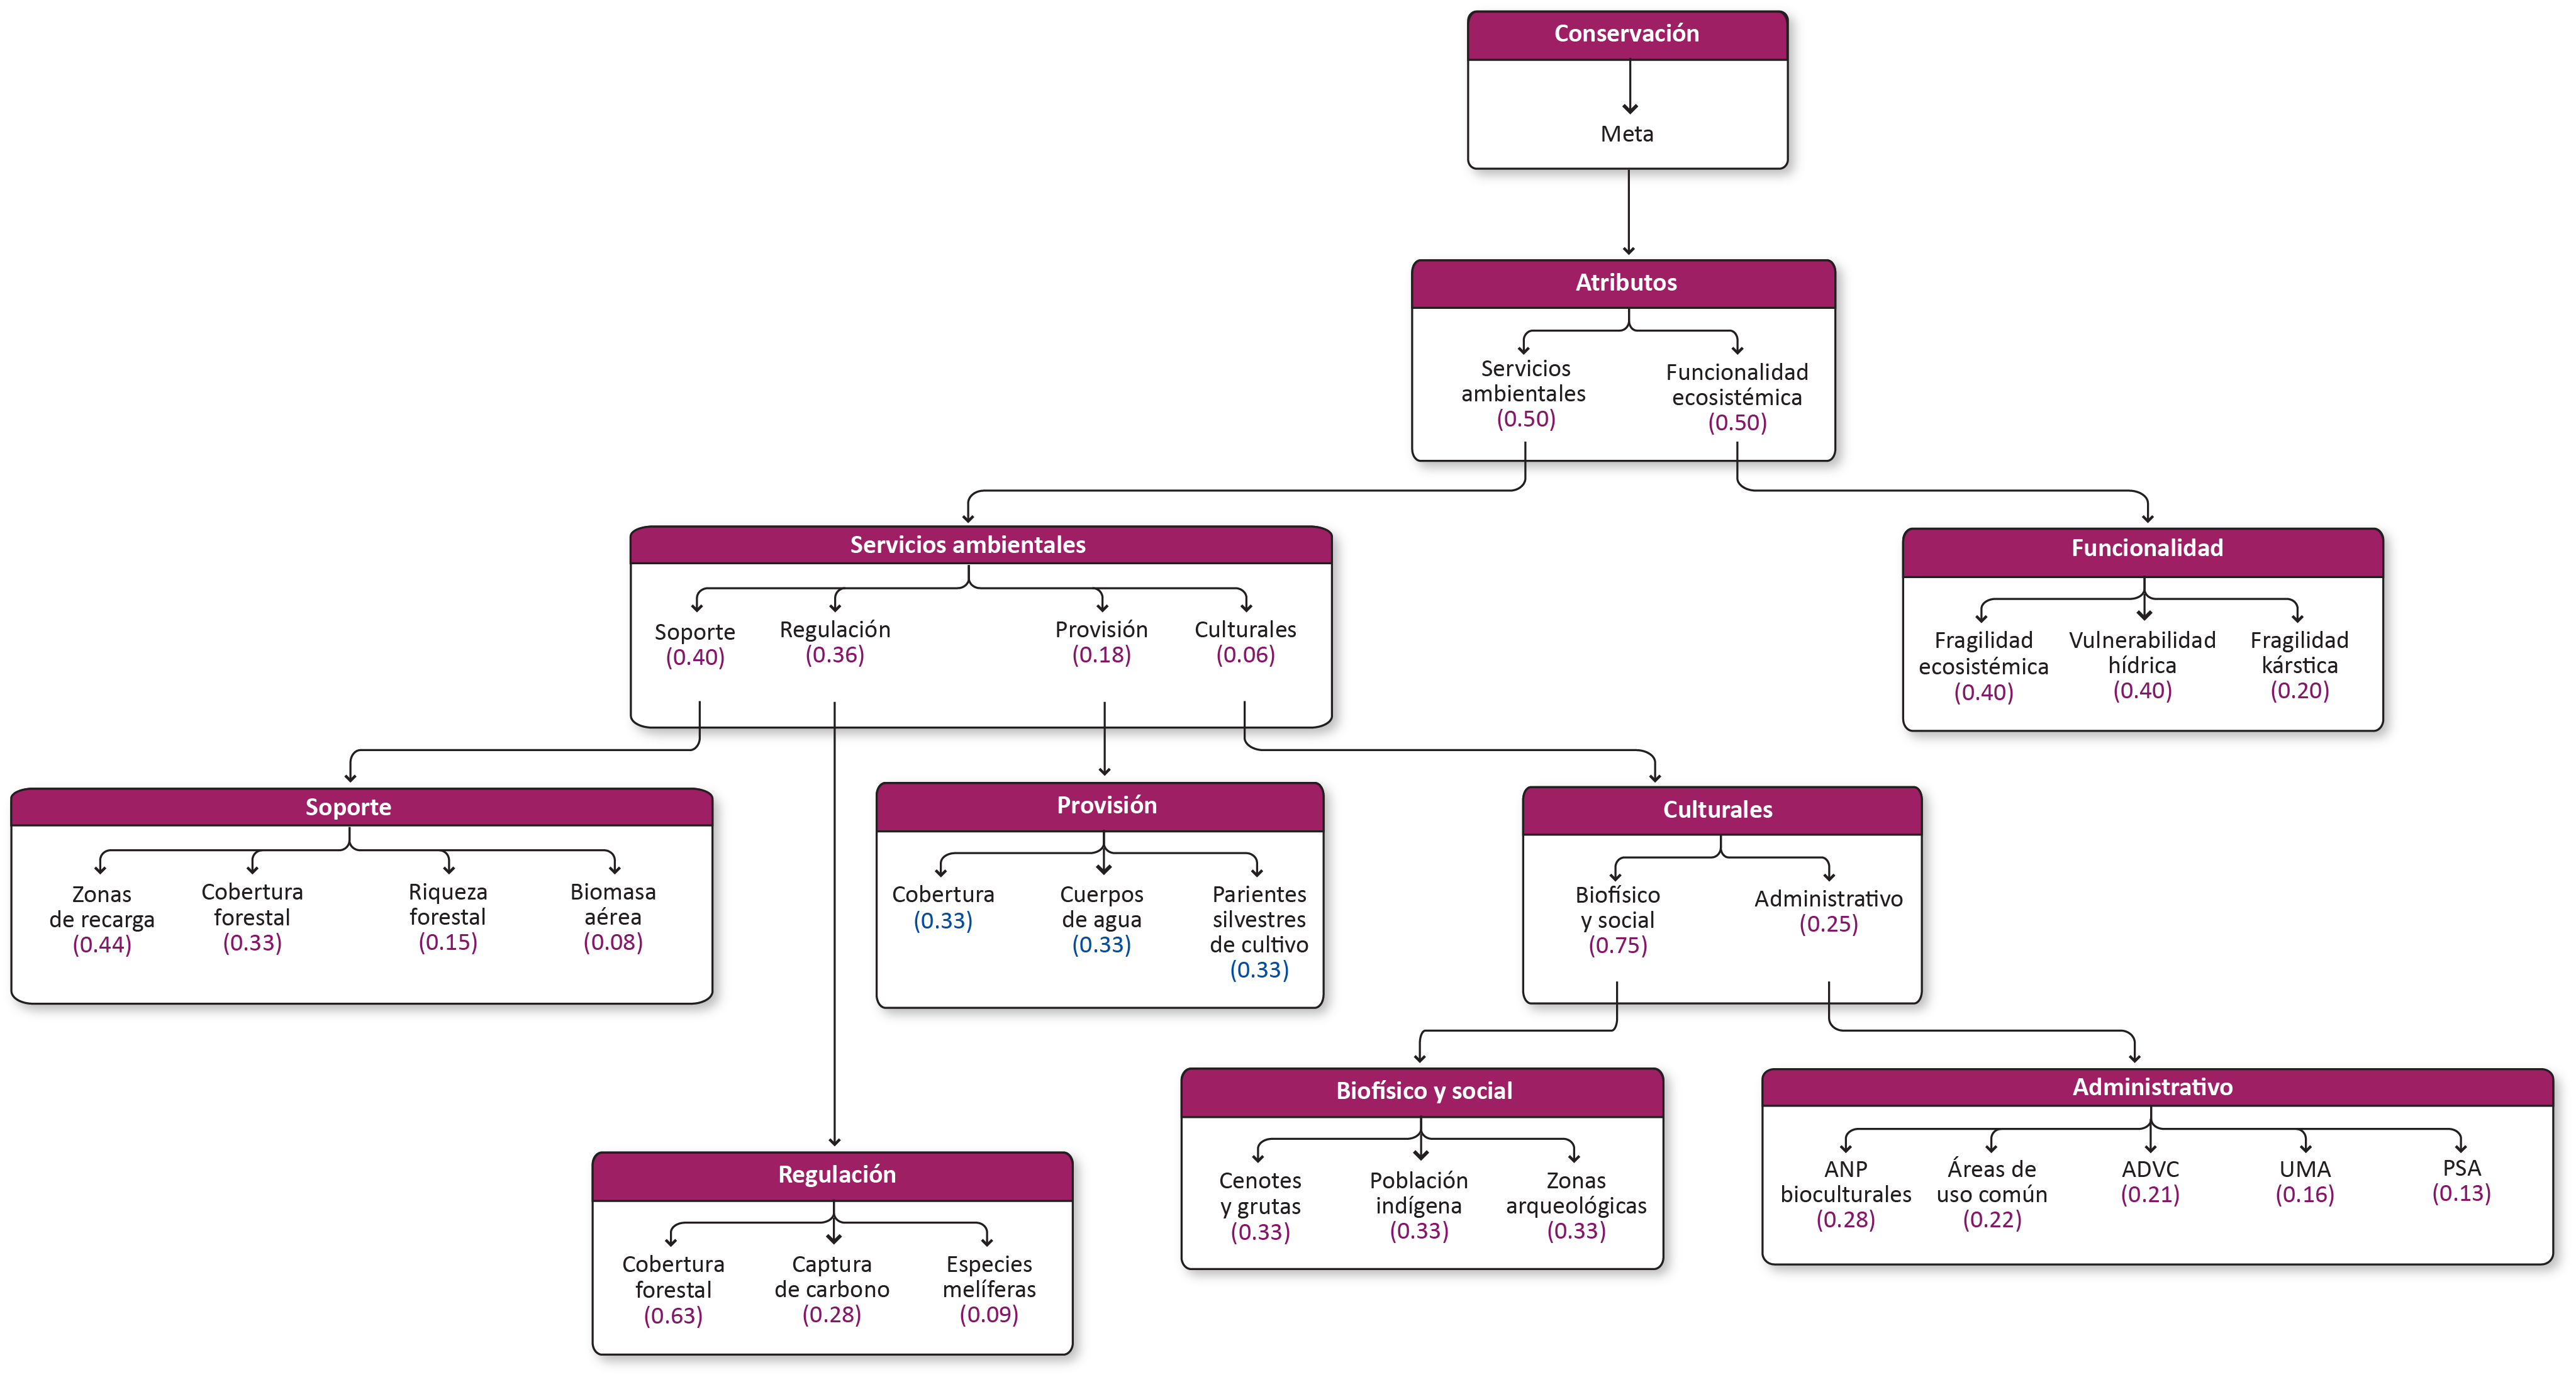 Conservación
Meta
Atributos
Servicios
ambientales
(0.50)
Funcionalidad
ecosistémica
(0.50)
Servicios ambientales
Soporte
(0.40)
Regulación
(0.36)
Provisión
(0.18)
Culturales
(0.06)
Funcionalidad
Fragilidad
ecosistémica
(0.40)
Vulnerabilidad
hídrica
(0.40)
Fragilidad
kárstica
(0.20)
Soporte
Zonas
de recarga
(0.44)
Cobertura
forestal
(0.33)
Riqueza
forestal
(0.15)
Biomasa
aérea
(0.08)
Provisión
Cobertura
(0.33)
Cuerpos
de agua
(0.33)
Parientes
silvestres
de cultivo
(0.33)
Culturales
Biofísico
y social
(0.75)
Administrativo
(0.25)
Regulación
Cobertura
forestal
(0.63)
Captura
de carbono
(0.28)
Especies
melíferas
(0.09)
Biofísico y social
Cenotes
y grutas
(0.33)
Población
indígena
(0.33)
Zonas
arqueológicas
(0.33)
Administrativo
ANP
bioculturales
(0.28)
Áreas de
uso común
(0.22)
ADVC
(0.21)
UMA
(0.16)
PSA
(0.13)